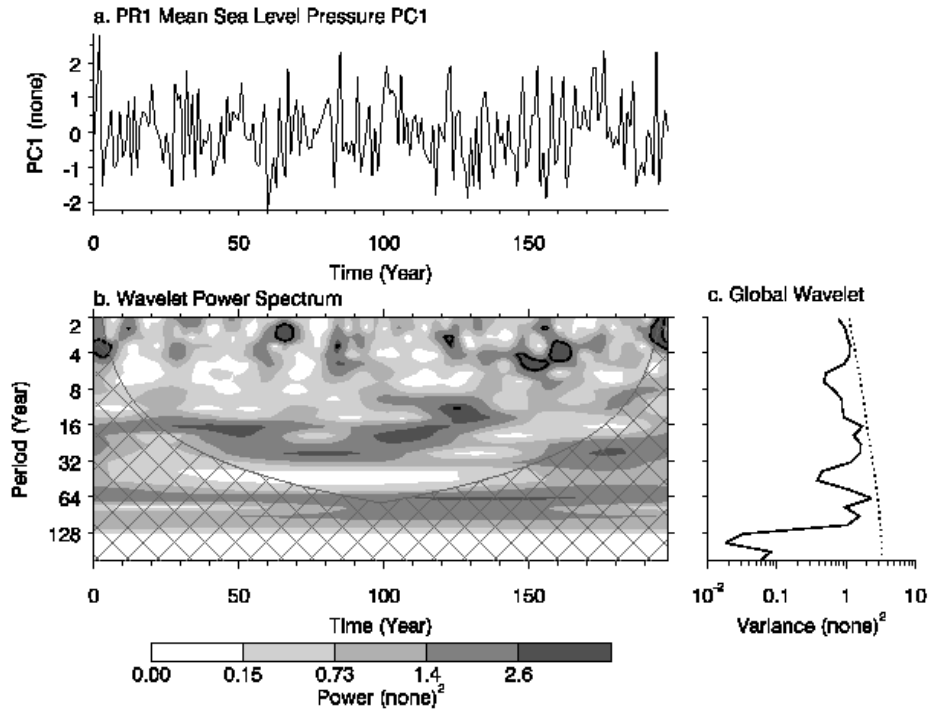 a. PR1 Mean Sea Level Pressure PC1
PC1 (none)
2
1
0
-1
-2
0 50 100 150
Time (Year)
b. Wavelet Power Spectrum
Period (Year)
2
4
8
16
32
64
128
0 50 100 150
Time (Year)
c. Global Wavelet
10⁻² 0.1 1 10
Variance (none)²
0.00 0.15 0.73 1.4 2.6
Power (none)²